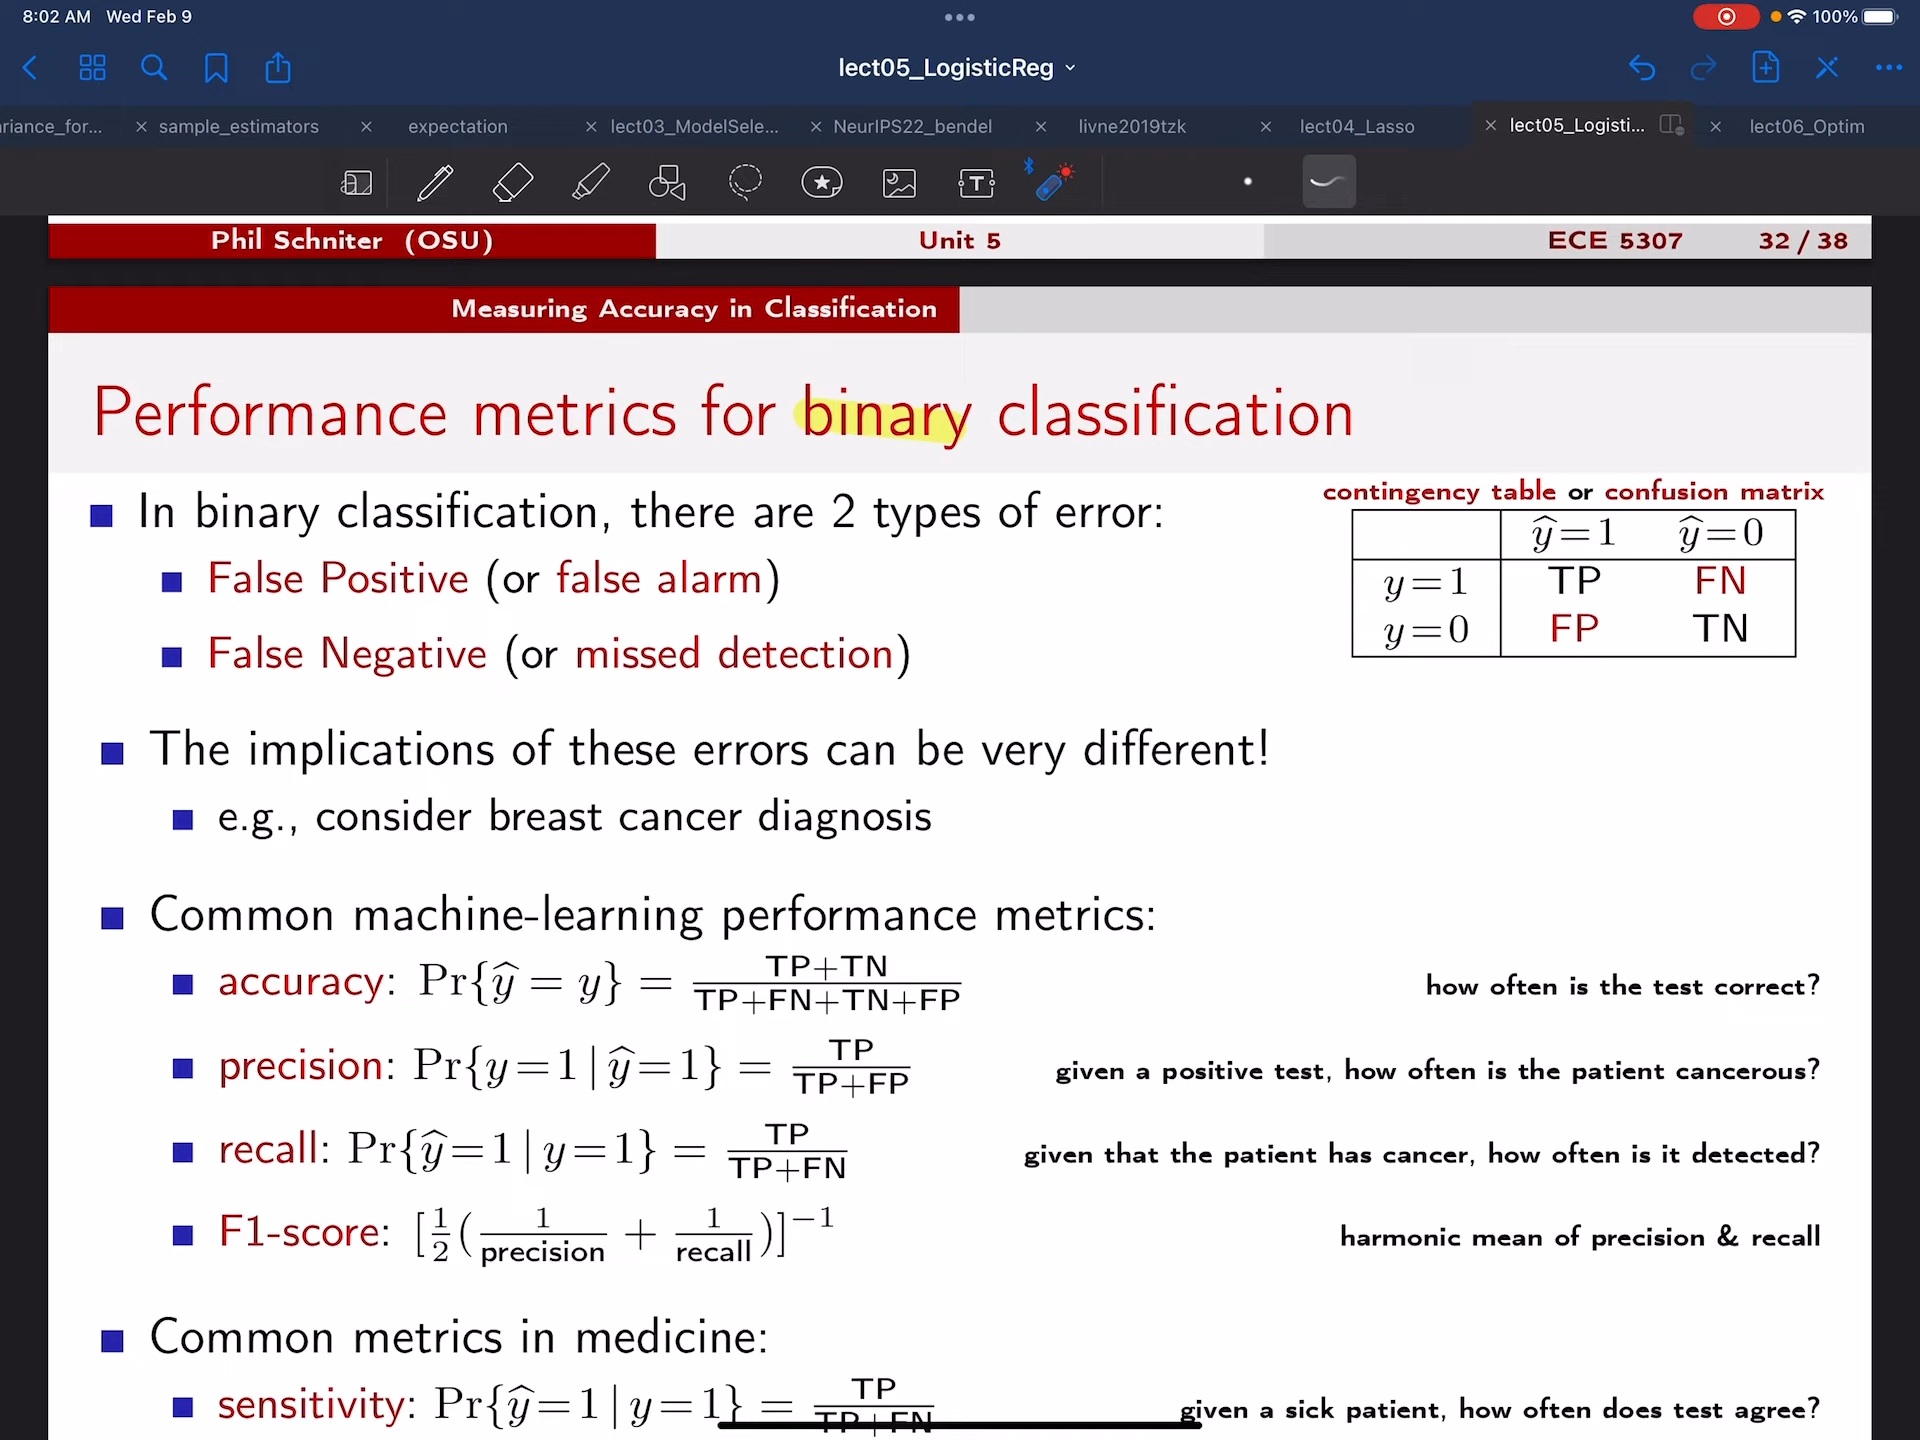 8:02 AM Wed Feb 9
100%
lect05_LogisticReg
riance_for...
sample_estimators
expectation
lect03_ModelSele...
NeurIPS22_bendel
livne2019tzk
lect04_Lasso
lect05_Logisti...
lect06_Optim
Phil Schniter (OSU) Unit 5 ECE 5307 32 / 38
Measuring Accuracy in Classification
Performance metrics for binary classification
In binary classification, there are 2 types of error:
False Positive (or false alarm)
False Negative (or missed detection)
contingency table or confusion matrix
ŷ=1 ŷ=0
y=1 TP FN
y=0 FP TN
The implications of these errors can be very different!
e.g., consider breast cancer diagnosis
Common machine-learning performance metrics:
accuracy: Pr{ŷ = y} = TP+TN / TP+FN+TN+FP how often is the test correct?
precision: Pr{y=1 | ŷ=1} = TP / TP+FP given a positive test, how often is the patient cancerous?
recall: Pr{ŷ=1 | y=1} = TP / TP+FN given that the patient has cancer, how often is it detected?
F1-score: [1/2(1/precision + 1/recall)]⁻¹ harmonic mean of precision & recall
Common metrics in medicine:
sensitivity: Pr{ŷ=1 | y=1} = TP / TP+FN given a sick patient, how often does test agree?